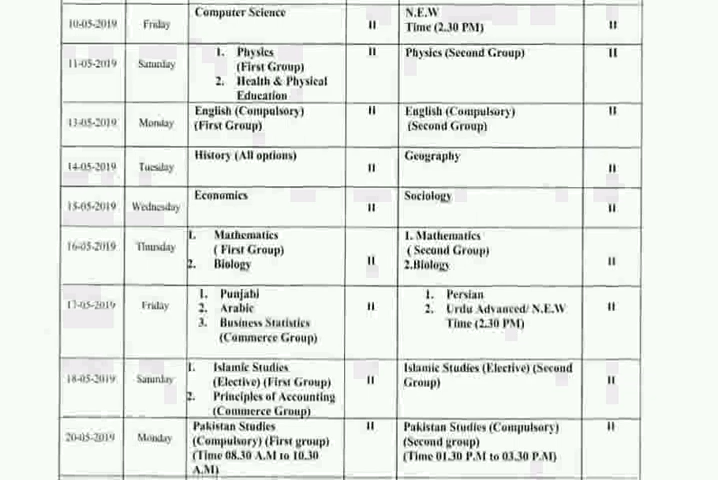 10-05-2019 Friday Computer Science II N.E.W II
Time (2.30 PM)
11-05-2019 Saturday 1. Physics II Physics (Second Group) II
(First Group)
2. Health & Physical
Education
13-05-2019 Monday English (Compulsory) II English (Compulsory) II
(First Group) (Second Group)
14-05-2019 Tuesday History (All options) II Geography II
15-05-2019 Wednesday Economics II Sociology II
16-05-2019 Thursday 1. Mathematics II 1. Mathematics II
( First Group) ( Second Group)
2. Biology 2.Biology
17-05-2019 Friday 1. Punjabi II 1. Persian II
2. Arabic 2. Urdu Advanced/ N.E.W
3. Business Statistics Time (2.30 PM)
(Commerce Group)
18-05-2019 Saturday 1. Islamic Studies II Islamic Studies (Elective) (Second II
(Elective) (First Group) Group)
2. Principles of Accounting
(Commerce Group)
20-05-2019 Monday Pakistan Studies II Pakistan Studies (Compulsory) II
(Compulsory) (First group) (Second group)
(Time 08.30 A.M to 10.30 (Time 01.30 P.M to 03.30 P.M)
A.M)